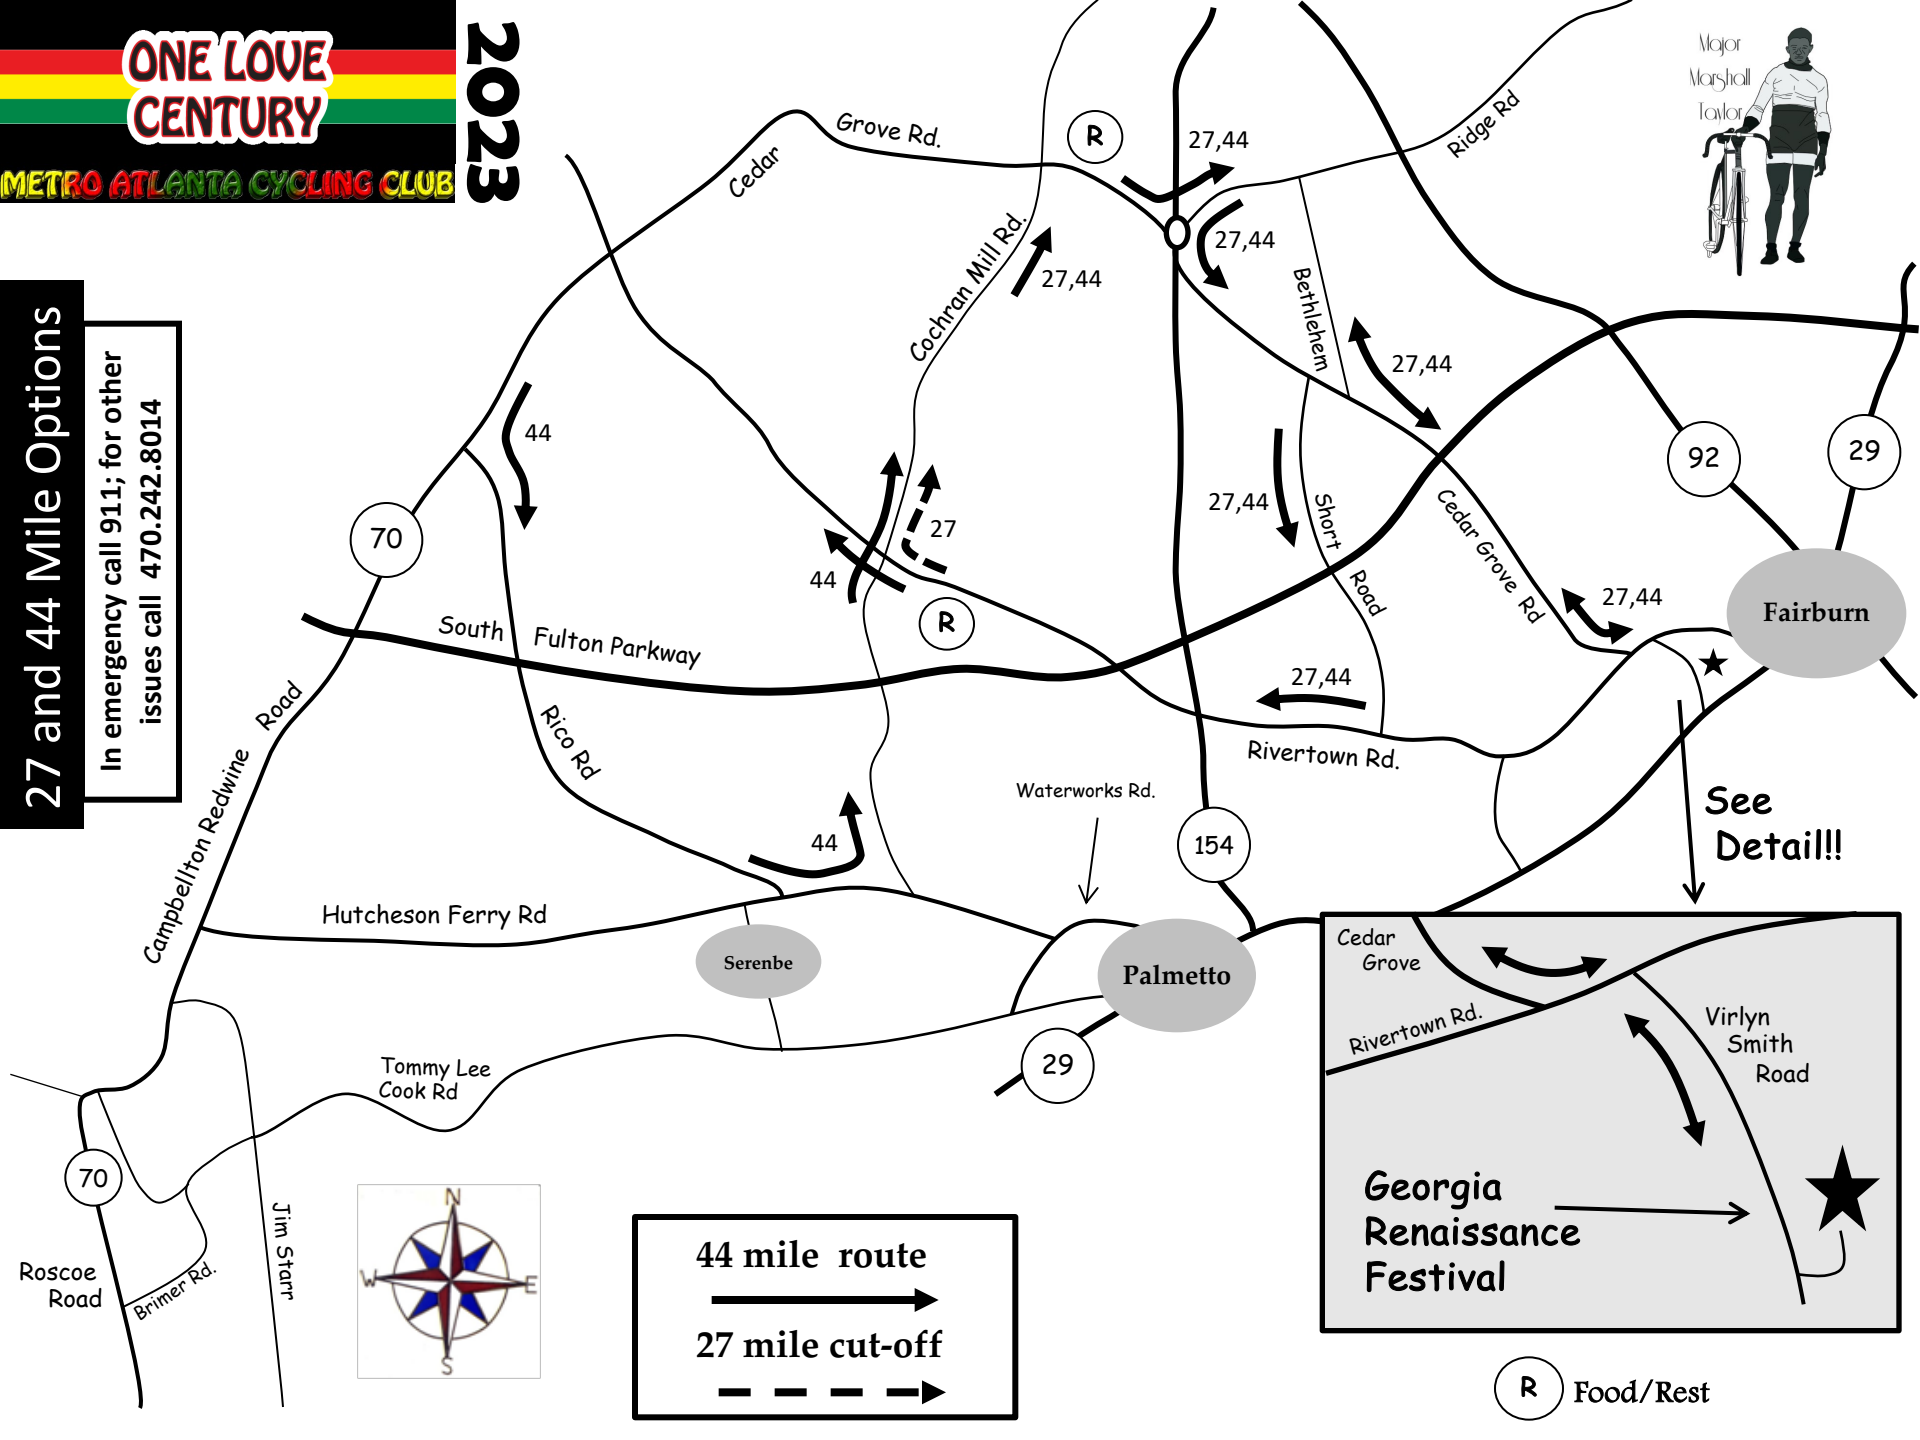 ONE LOVE
CENTURY
METRO ATLANTA CYCLING CLUB
2023
Major
Marshall
Taylor
27 and 44 Mile Options
In emergency call 911; for other
issues call 470.242.8014
Cedar
Grove Rd.
R
27,44
Ridge Rd
27,44
Cochran Mill Rd.
27,44
Bethlehem
27,44
44
92
29
70
27
27,44
Short
Road
Cedar Grove Rd
44
R
27,44
Fairburn
South Fulton Parkway
27,44
Rivertown Rd.
Campbellton Redwine Road
Rico Rd
Waterworks Rd.
44
154
See
Detail!!
Hutcheson Ferry Rd
Serenbe
Palmetto
29
Tommy Lee
Cook Rd
70
Jim Starr
Roscoe
Road
Brimer Rd.
N
W
E
S
44 mile route
27 mile cut-off
Cedar
Grove
Rivertown Rd.
Virlyn
Smith
Road
Georgia
Renaissance
Festival
R
Food/Rest